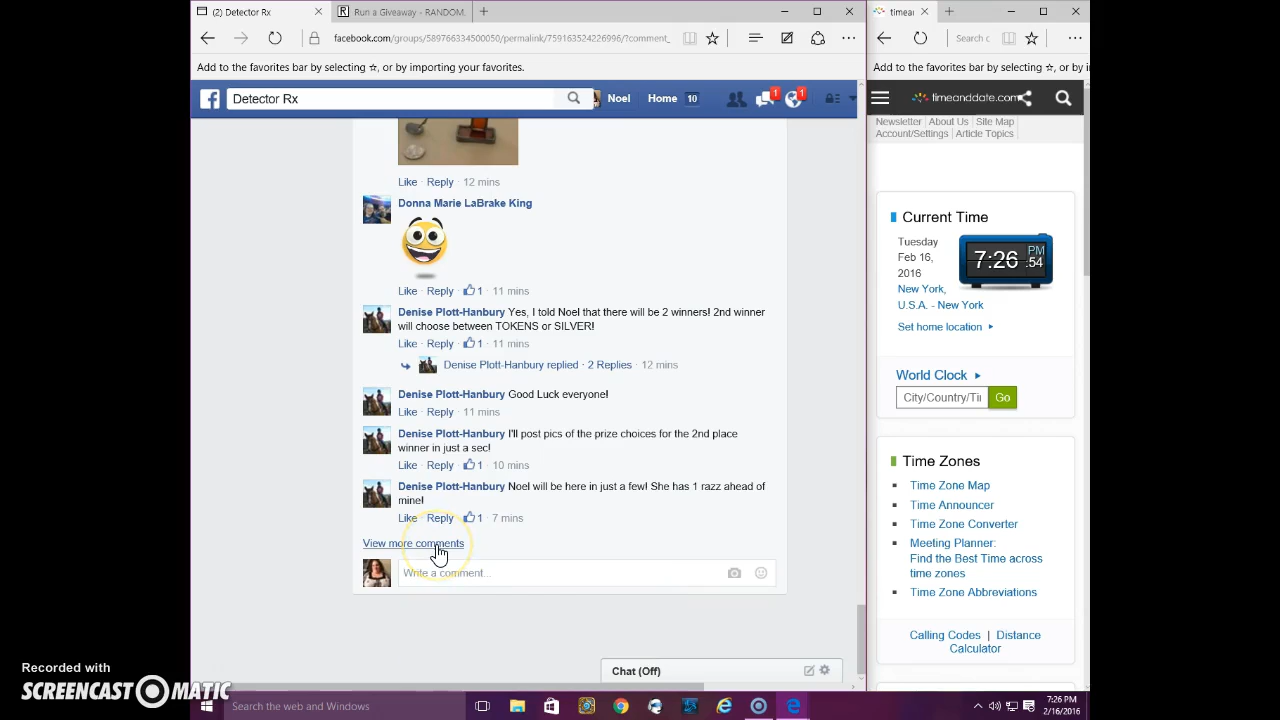 (2) Detector Rx
Run a Giveaway - RANDOM.
timean
facebook.com/groups/589766334500050/permalink/759163524226996/?comment_
Search c
Add to the favorites bar by selecting ☆, or by importing your favorites.
Add to the favorites bar by selecting ☆, or by i
Detector Rx
Noel
Home 10
1
1
timeanddate.com
Newsletter | About Us | Site Map
Account/Settings | Article Topics
Like · Reply · 12 mins
Donna Marie LaBrake King
Like · Reply · 1 · 11 mins
Denise Plott-Hanbury Yes, I told Noel that there will be 2 winners! 2nd winner
will choose between TOKENS or SILVER!
Like · Reply · 1 · 11 mins
Denise Plott-Hanbury replied · 2 Replies · 12 mins
Denise Plott-Hanbury Good Luck everyone!
Like · Reply · 11 mins
Denise Plott-Hanbury I'll post pics of the prize choices for the 2nd place
winner in just a sec!
Like · Reply · 1 · 10 mins
Denise Plott-Hanbury Noel will be here in just a few! She has 1 razz ahead of
mine!
Like · Reply · 1 · 7 mins
View more comments
Write a comment...
Chat (Off)
Current Time
Tuesday
Feb 16,
2016
New York,
U.S.A. - New York
7:26 PM :54
Set home location
World Clock
City/Country/Tir
Go
Time Zones
Time Zone Map
Time Announcer
Time Zone Converter
Meeting Planner:
Find the Best Time across
time zones
Time Zone Abbreviations
Calling Codes | Distance
Calculator
Recorded with
SCREENCAST O MATIC
Search the web and Windows
7:26 PM
2/16/2016